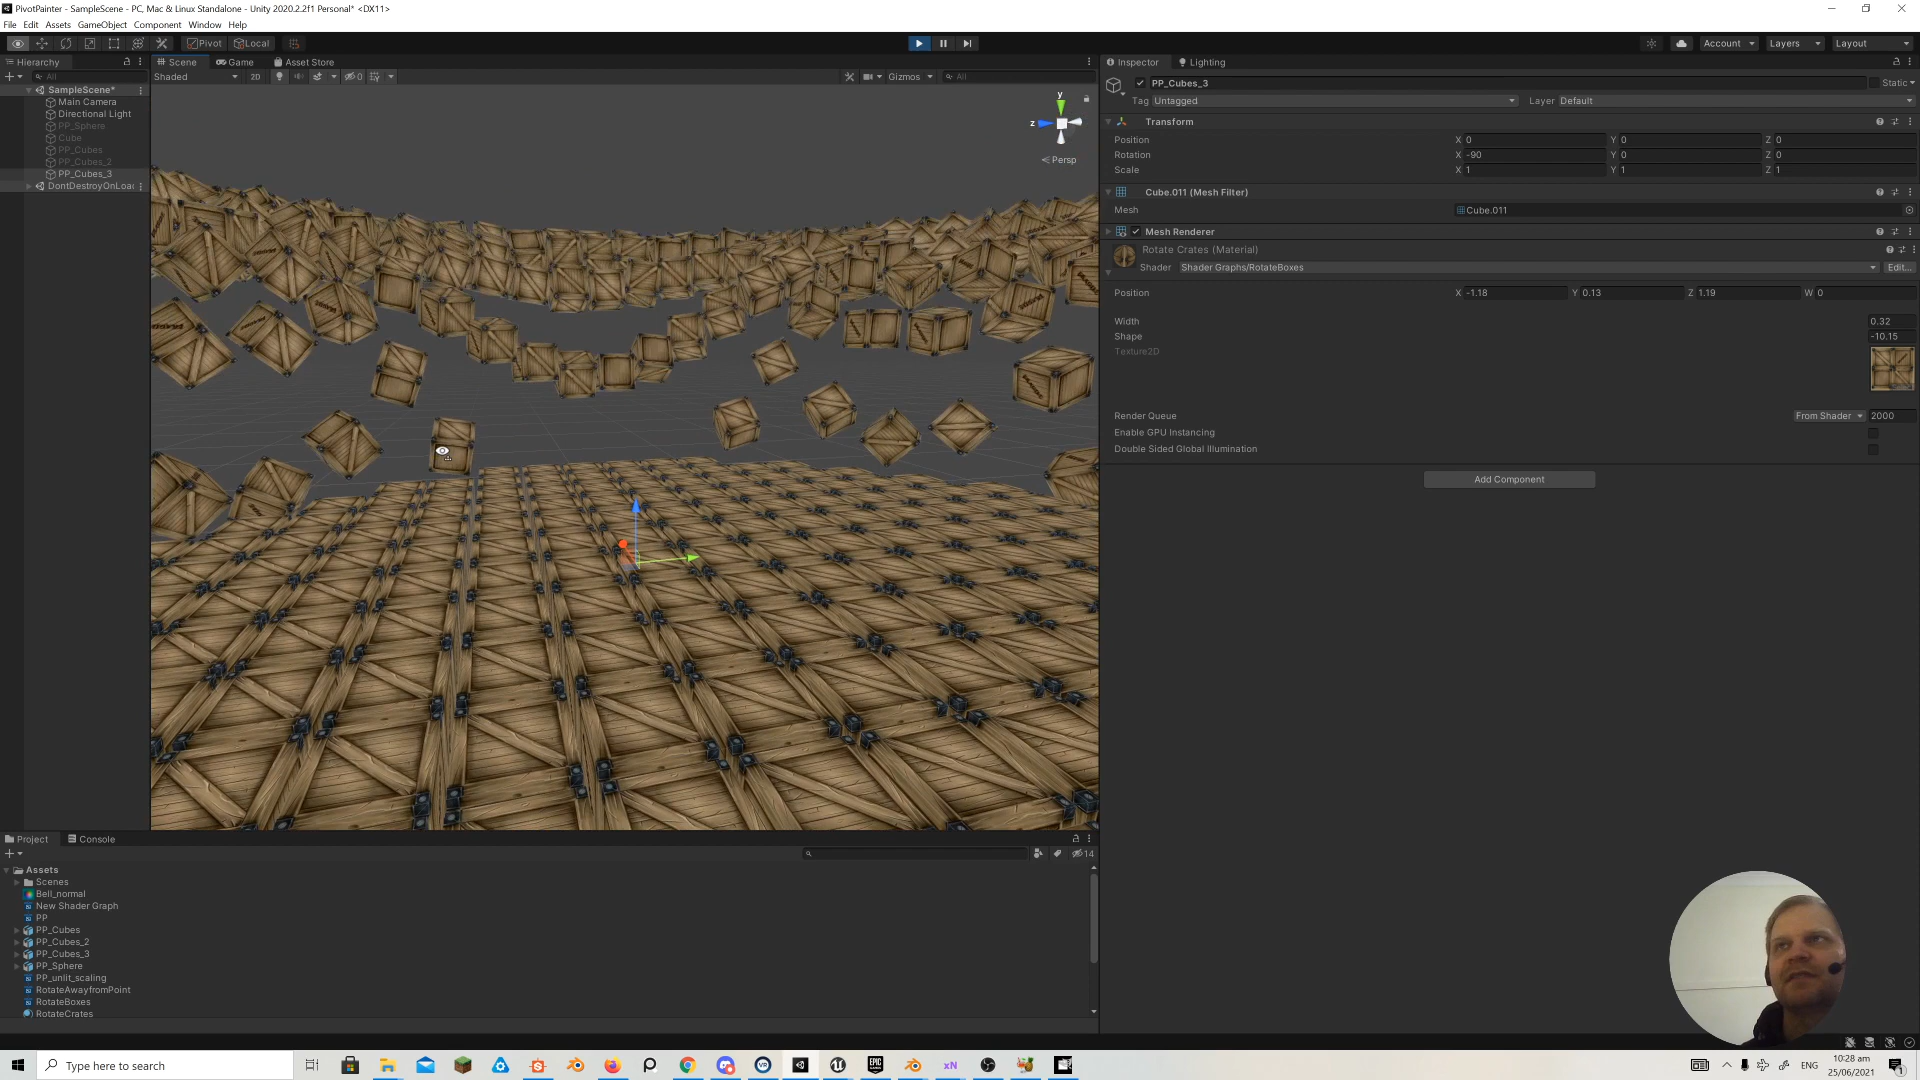 PivotPainter - SampleScene - PC, Mac & Linux Standalone - Unity 2020.2.2f1 Personal* <DX11>
File Edit Assets GameObject Component Window Help
Pivot Local Account Layers Layout
Hierarchy
All
SampleScene*
Main Camera
Directional Light
PP_Sphere
Cube
PP_Cubes
PP_Cubes_2
PP_Cubes_3
DontDestroyOnLoad
Scene Game Asset Store
Shaded 2D 0 Gizmos All
y
z
Persp
Inspector Lighting
PP_Cubes_3 Static
Tag Untagged Layer Default
Transform
Position X 0 Y 0 Z 0
Rotation X -90 Y 0 Z 0
Scale X 1 Y 1 Z 1
Cube.011 (Mesh Filter)
Mesh Cube.011
Mesh Renderer
Rotate Crates (Material)
Shader Shader Graphs/RotateBoxes Edit...
Position X -1.18 Y 0.13 Z 1.19 W 0
Width 0.32
Shape -10.15
Texture2D
Render Queue From Shader 2000
Enable GPU Instancing
Double Sided Global Illumination
Add Component
Project Console
14
Assets
Scenes
Bell_normal
New Shader Graph
PP
PP_Cubes
PP_Cubes_2
PP_Cubes_3
PP_Sphere
PP_unlit_scaling
RotateAwayfromPoint
RotateBoxes
RotateCrates
Type here to search
ENG
10:28 am
25/06/2021